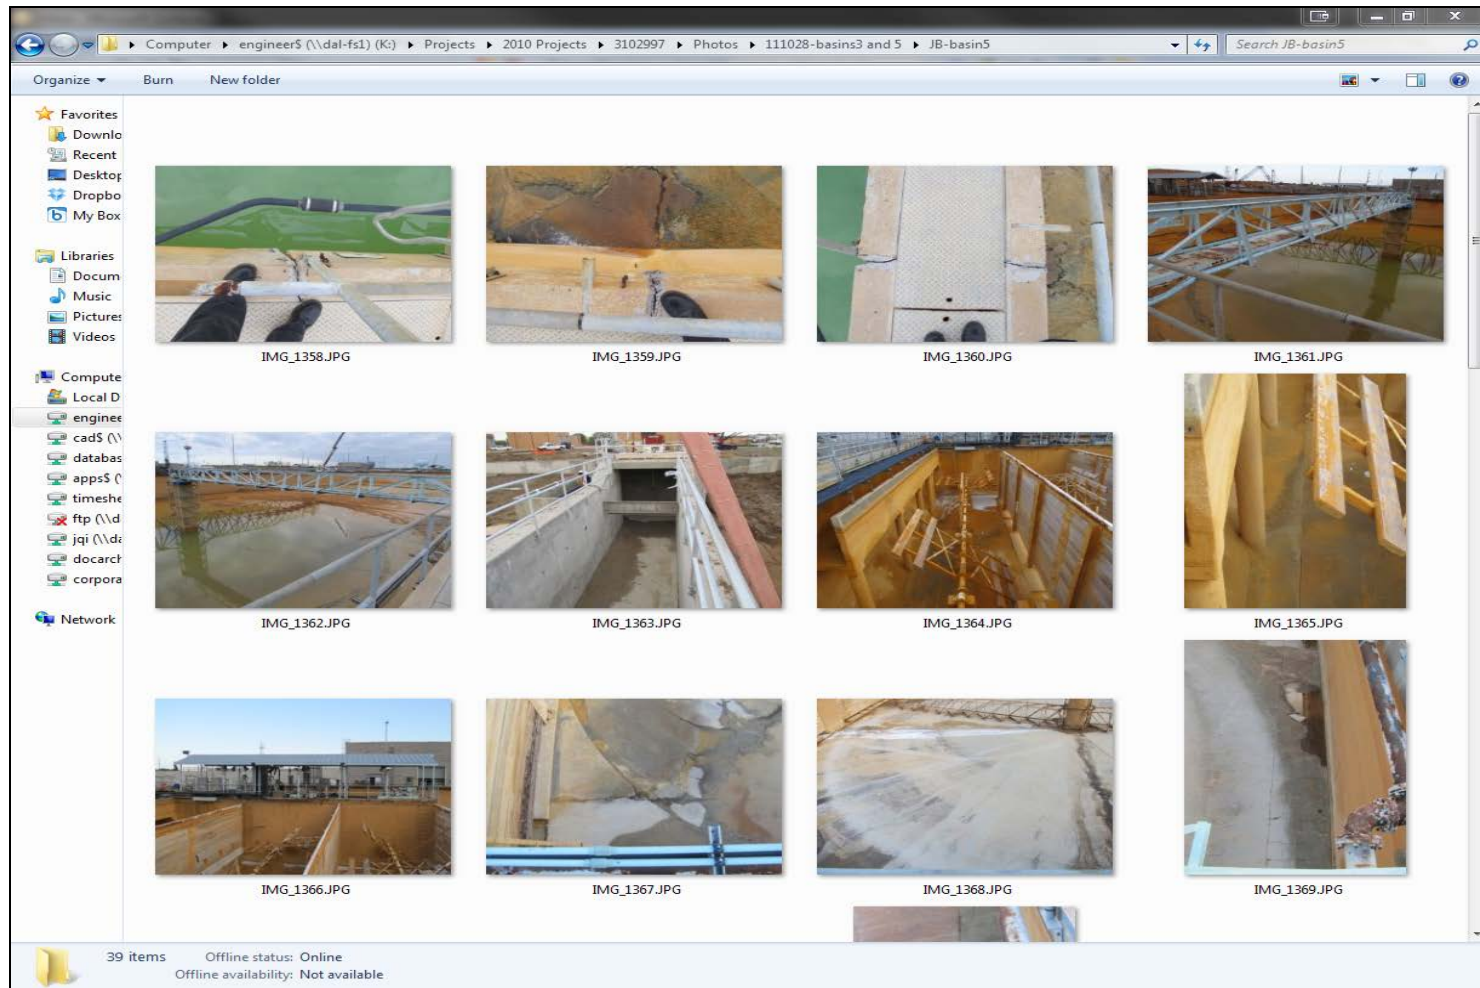 Computer ▸ engineer$ (\\dal-fs1) (K:) ▸ Projects ▸ 2010 Projects ▸ 3102997 ▸ Photos ▸ 111028-basins3 and 5 ▸ JB-basin5
Search JB-basin5
Organize Burn New folder
Favorites
Downlo
Recent
Desktop
Dropbo
My Box
Libraries
Docum
Music
Pictures
Videos
Compute
Local D
enginee
cad$ (\\
databas
apps$ (\
timeshe
ftp (\\d
jqi (\\da
docarch
corpora
Network
IMG_1358.JPG IMG_1359.JPG IMG_1360.JPG IMG_1361.JPG
IMG_1362.JPG IMG_1363.JPG IMG_1364.JPG IMG_1365.JPG
IMG_1366.JPG IMG_1367.JPG IMG_1368.JPG IMG_1369.JPG
39 items Offline status: Online
Offline availability: Not available